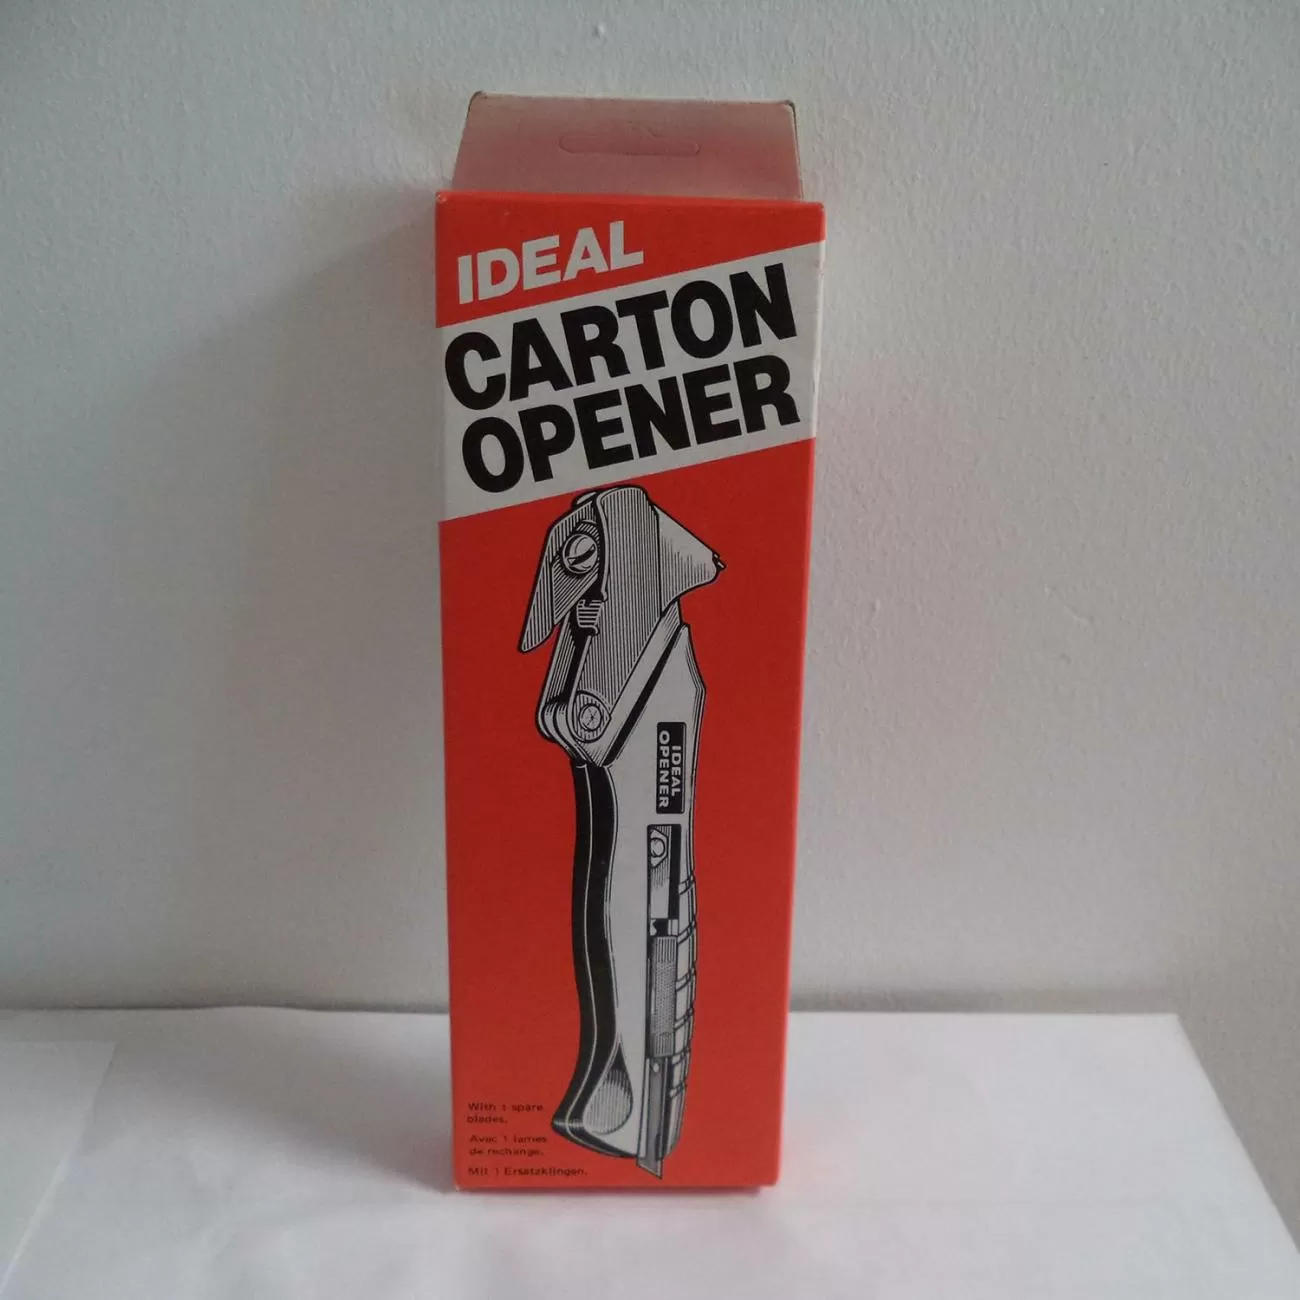 IDEAL
CARTON
OPENER
IDEAL
OPENER
With 1 spare
blades.
Avec 1 lames
de rechange.
Mit 1 Ersatzklingen.